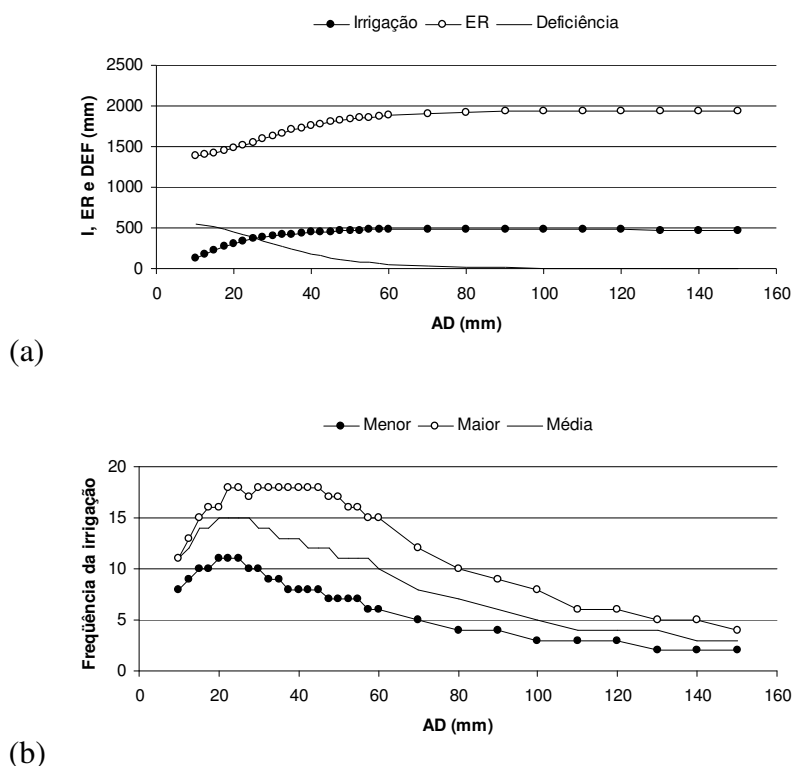 Irrigação ER Deficiência
2500
2000
1500
1000
500
0
I, ER e DEF (mm)
0 20 40 60 80 100 120 140 160
AD (mm)
(a)
Menor Maior Média
20
15
10
5
0
Freqüência da irrigação
0 20 40 60 80 100 120 140 160
AD (mm)
(b)